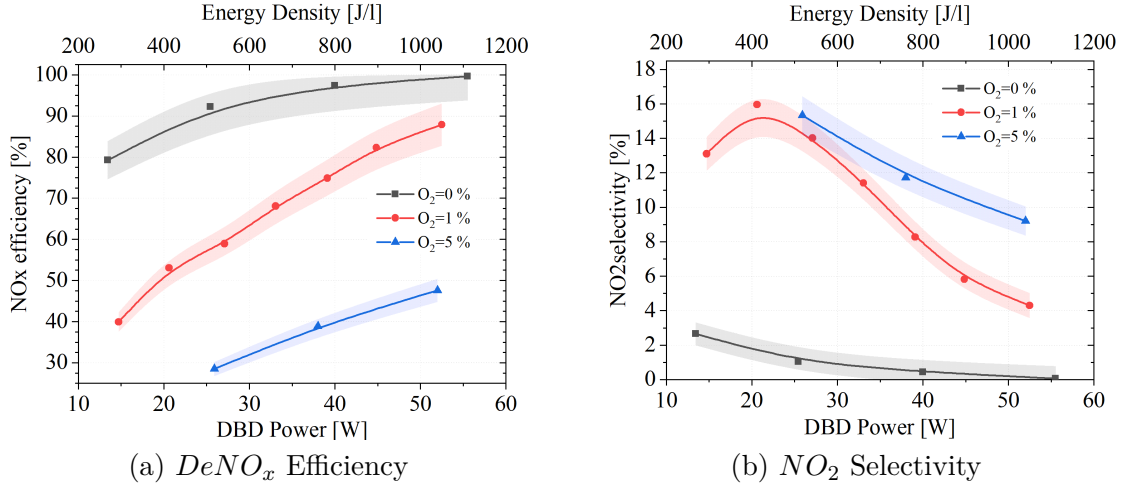 Energy Density [J/l]
200 400 600 800 1000 1200
100
90
80
70
60
50
40
30
NOx efficiency [%]
O₂=0 %
O₂=1 %
O₂=5 %
10 20 30 40 50 60
DBD Power [W]
(a) DeNOₓ Efficiency
Energy Density [J/l]
200 400 600 800 1000 1200
18
16
14
12
10
8
6
4
2
0
NO2selectivity [%]
O₂=0 %
O₂=1 %
O₂=5 %
10 20 30 40 50 60
DBD Power [W]
(b) NO₂ Selectivity